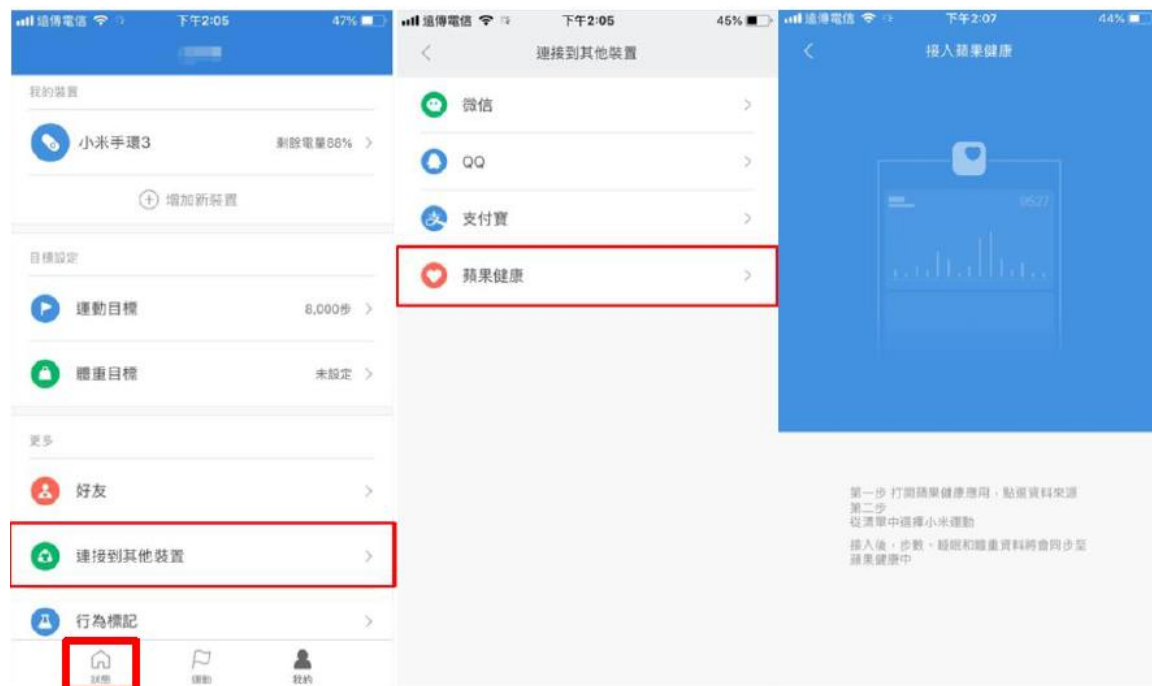 遠傳電信 下午2:05 47%
我的裝置
小米手環3 剩餘電量88%
增加新裝置
目標設定
運動目標 8,000步
體重目標 未設定
更多
好友
連接到其他裝置
行為標記
狀態 運動 我的
遠傳電信 下午2:05 45%
連接到其他裝置
微信
QQ
支付寶
蘋果健康
遠傳電信 下午2:07 44%
接入蘋果健康
9527
第一步 打開蘋果健康應用，點選資料來源
第二步
從清單中選擇小米運動
接入後，步數、睡眠和體重資料將會同步至
蘋果健康中